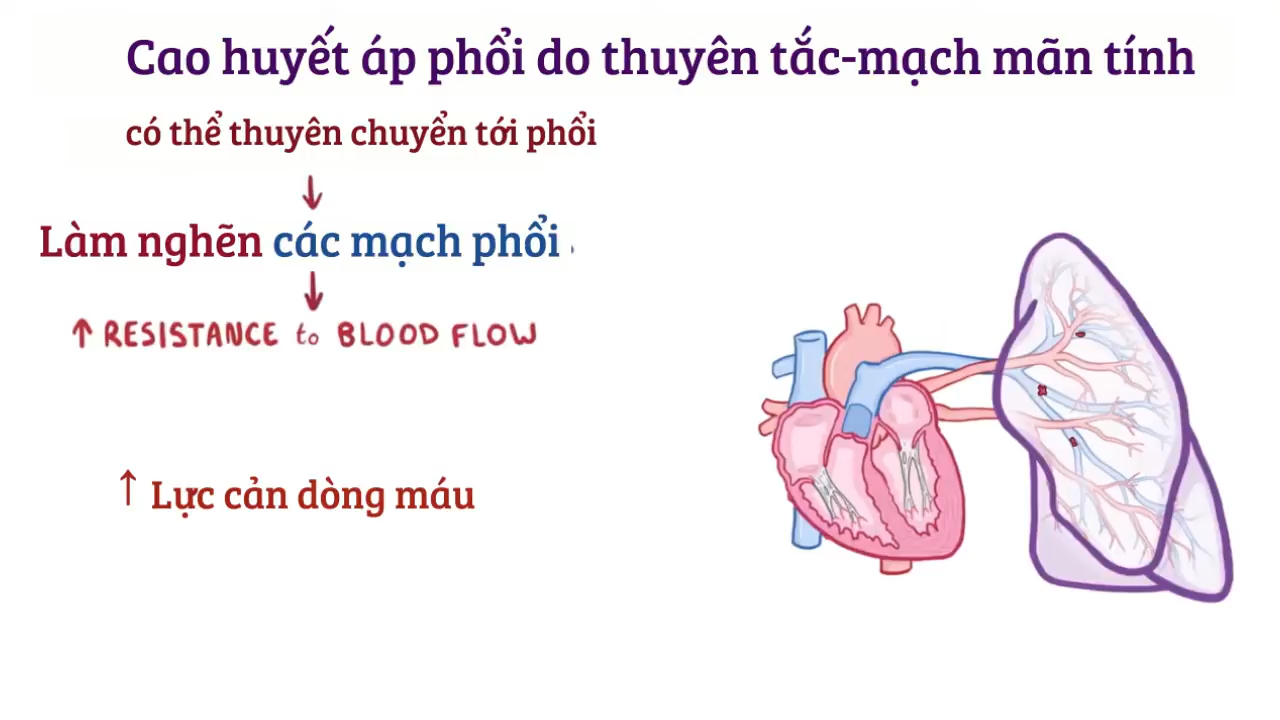 Cao huyết áp phổi do thuyên tắc-mạch mãn tính
có thể thuyên chuyển tới phổi
↓
Làm nghẽn các mạch phổi
↓
↑ RESISTANCE to BLOOD FLOW
↑ Lực cản dòng máu